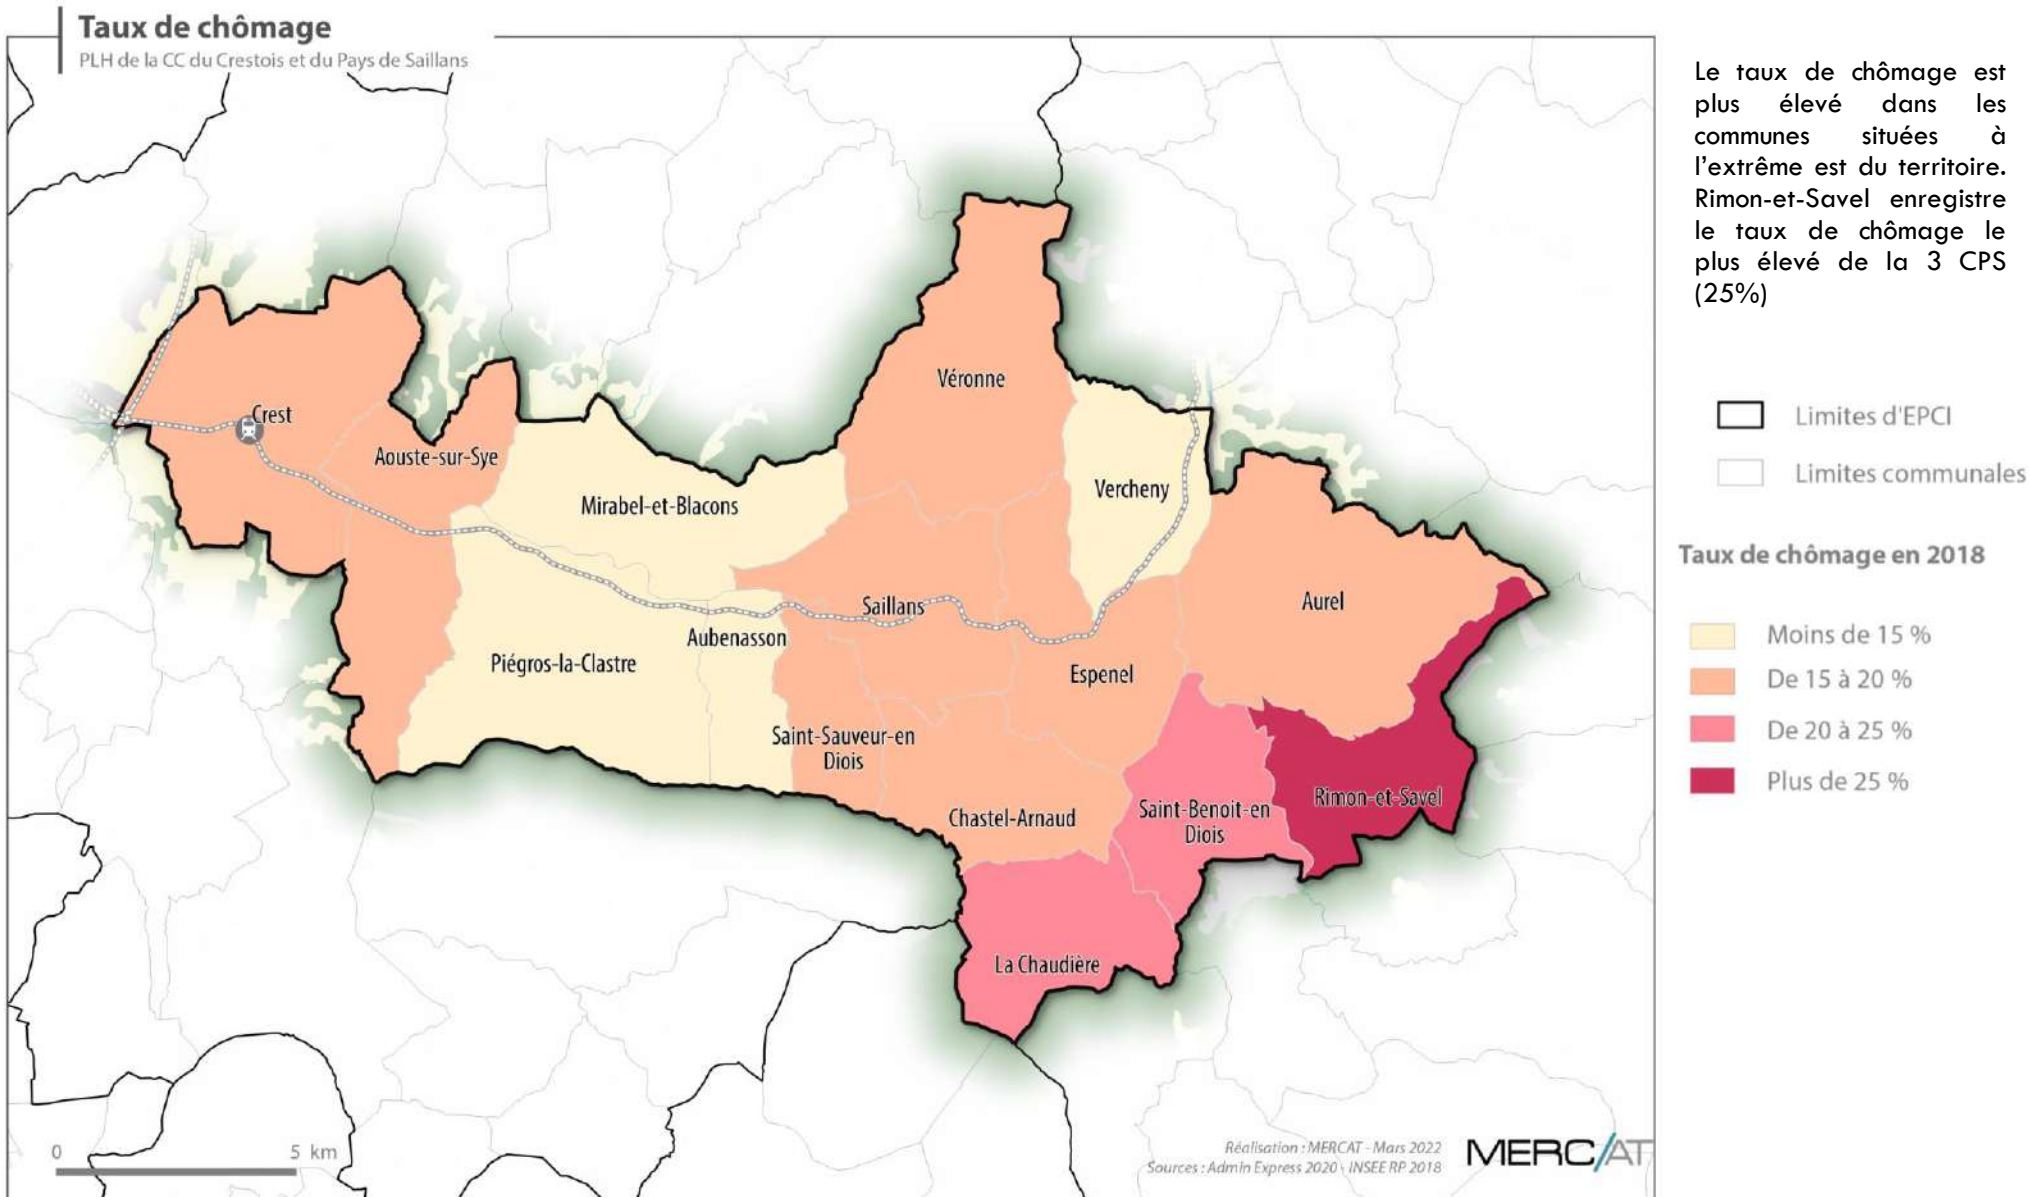 Taux de chômage
PLH de la CC du Crestois et du Pays de Saillans
Le taux de chômage est
plus élevé dans les
communes situées à
l'extrême est du territoire.
Rimon-et-Savel enregistre
le taux de chômage le
plus élevé de la 3 CPS
(25%)
Véronne
Crest
Aouste-sur-Sye
Mirabel-et-Blacons
Vercheny
Saillans
Aurel
Aubenasson
Piégros-la-Clastre
Espenel
Saint-Sauveur-en
Diois
Chastel-Arnaud
Saint-Benoit-en
Diois
Rimon-et-Savel
La Chaudière
Limites d'EPCI
Limites communales
Taux de chômage en 2018
Moins de 15 %
De 15 à 20 %
De 20 à 25 %
Plus de 25 %
0 5 km
Réalisation : MERCAT - Mars 2022
Sources : Admin Express 2020 - INSEE RP 2018
MERC/AT